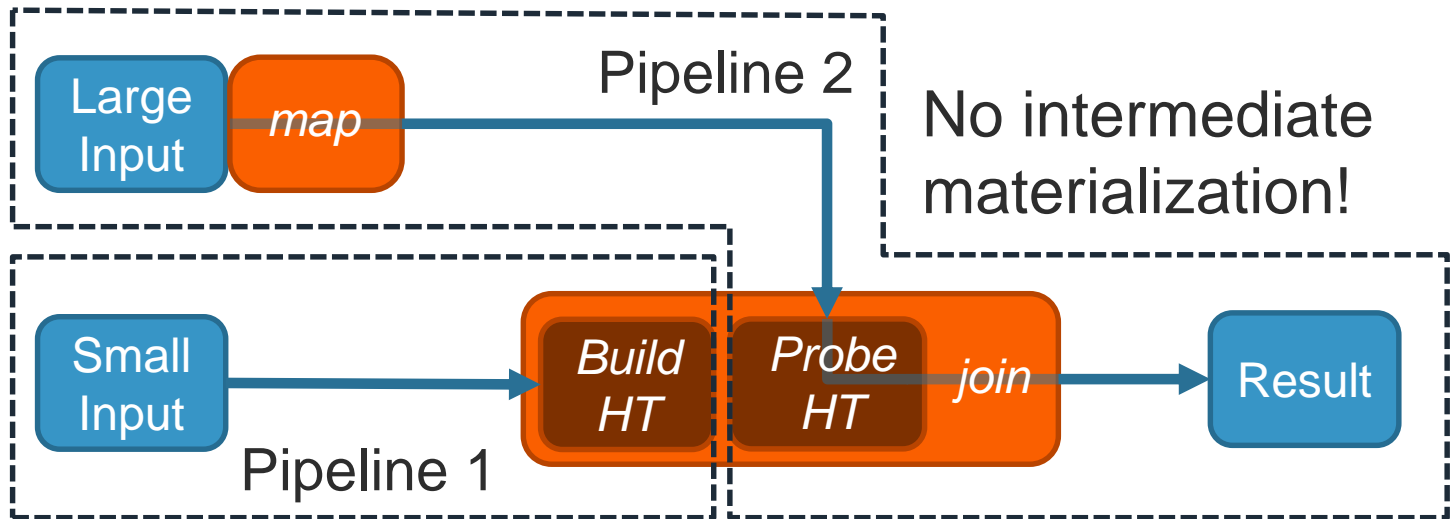 Large
Input
map
Pipeline 2
No intermediate
materialization!
Small
Input
Pipeline 1
Build
HT
Probe
HT
join
Result